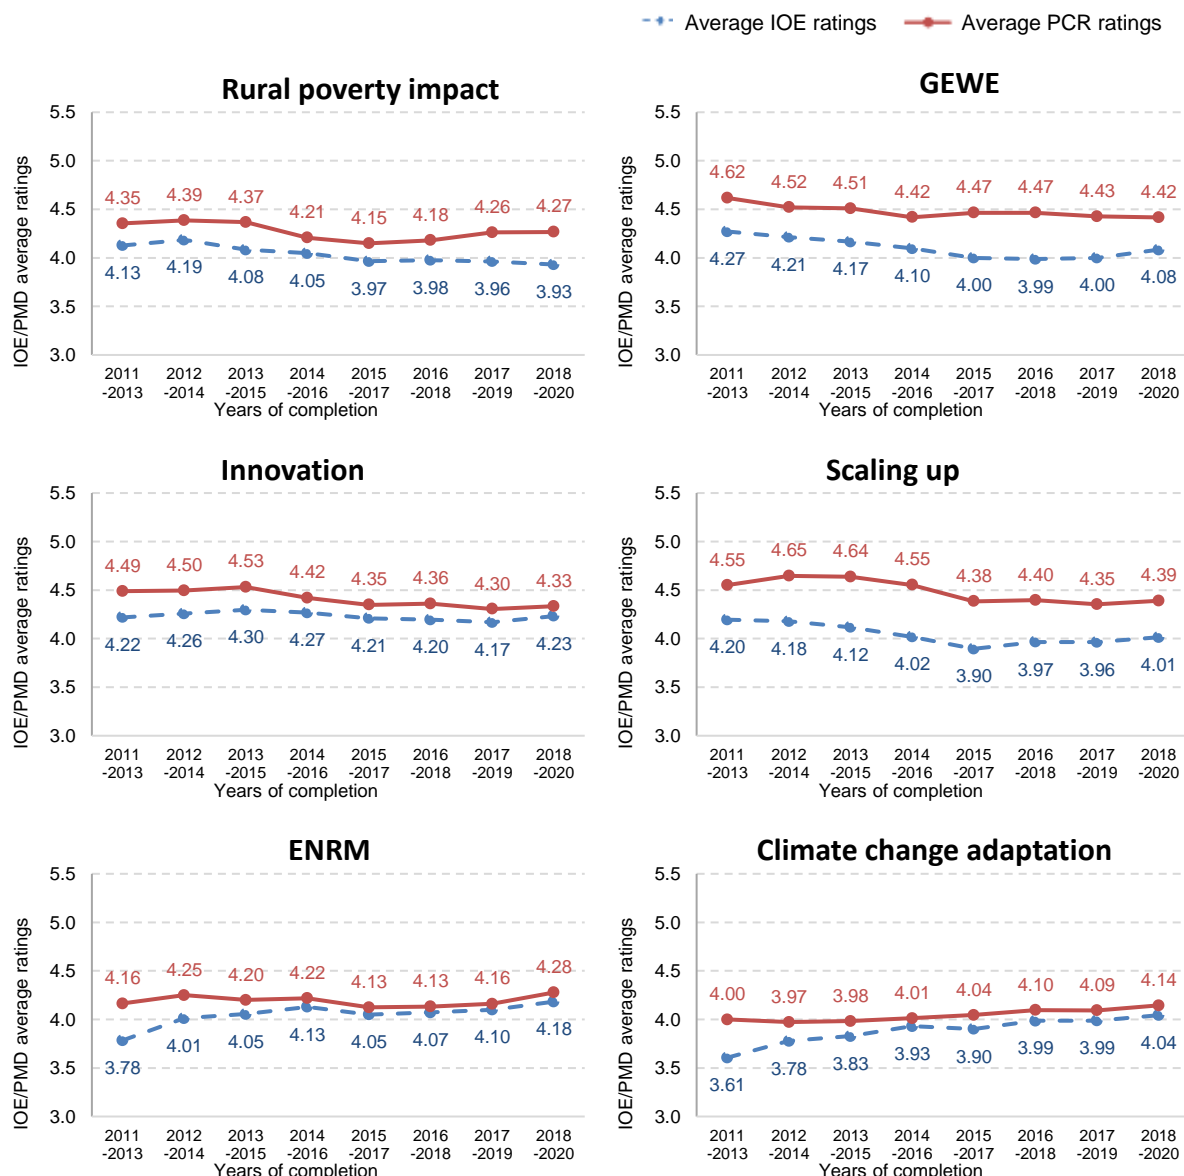 Average IOE ratings Average PCR ratings
Rural poverty impact
IOE/PMD average ratings
5.5
5.0
4.5
4.0
3.5
3.0
4.35 4.39 4.37 4.21 4.15 4.18 4.26 4.27
4.13 4.19 4.08 4.05 3.97 3.98 3.96 3.93
2011 2012 2013 2014 2015 2016 2017 2018
-2013 -2014 -2015 -2016 -2017 -2018 -2019 -2020
Years of completion
GEWE
IOE/PMD average ratings
5.5
5.0
4.5
4.0
3.5
3.0
4.62 4.52 4.51 4.42 4.47 4.47 4.43 4.42
4.27 4.21 4.17 4.10 4.00 3.99 4.00 4.08
2011 2012 2013 2014 2015 2016 2017 2018
-2013 -2014 -2015 -2016 -2017 -2018 -2019 -2020
Years of completion
Innovation
IOE/PMD average ratings
5.5
5.0
4.5
4.0
3.5
3.0
4.49 4.50 4.53 4.42 4.35 4.36 4.30 4.33
4.22 4.26 4.30 4.27 4.21 4.20 4.17 4.23
2011 2012 2013 2014 2015 2016 2017 2018
-2013 -2014 -2015 -2016 -2017 -2018 -2019 -2020
Years of completion
Scaling up
IOE/PMD average ratings
5.5
5.0
4.5
4.0
3.5
3.0
4.55 4.65 4.64 4.55 4.38 4.40 4.35 4.39
4.20 4.18 4.12 4.02 3.90 3.97 3.96 4.01
2011 2012 2013 2014 2015 2016 2017 2018
-2013 -2014 -2015 -2016 -2017 -2018 -2019 -2020
Years of completion
ENRM
IOE/PMD average ratings
5.5
5.0
4.5
4.0
3.5
3.0
4.16 4.25 4.20 4.22 4.13 4.13 4.16 4.28
3.78 4.01 4.05 4.13 4.05 4.07 4.10 4.18
2011 2012 2013 2014 2015 2016 2017 2018
-2013 -2014 -2015 -2016 -2017 -2018 -2019 -2020
Years of completion
Climate change adaptation
IOE/PMD average ratings
5.5
5.0
4.5
4.0
3.5
3.0
4.00 3.97 3.98 4.01 4.04 4.10 4.09 4.14
3.61 3.78 3.83 3.93 3.90 3.99 3.99 4.04
2011 2012 2013 2014 2015 2016 2017 2018
-2013 -2014 -2015 -2016 -2017 -2018 -2019 -2020
Years of completion